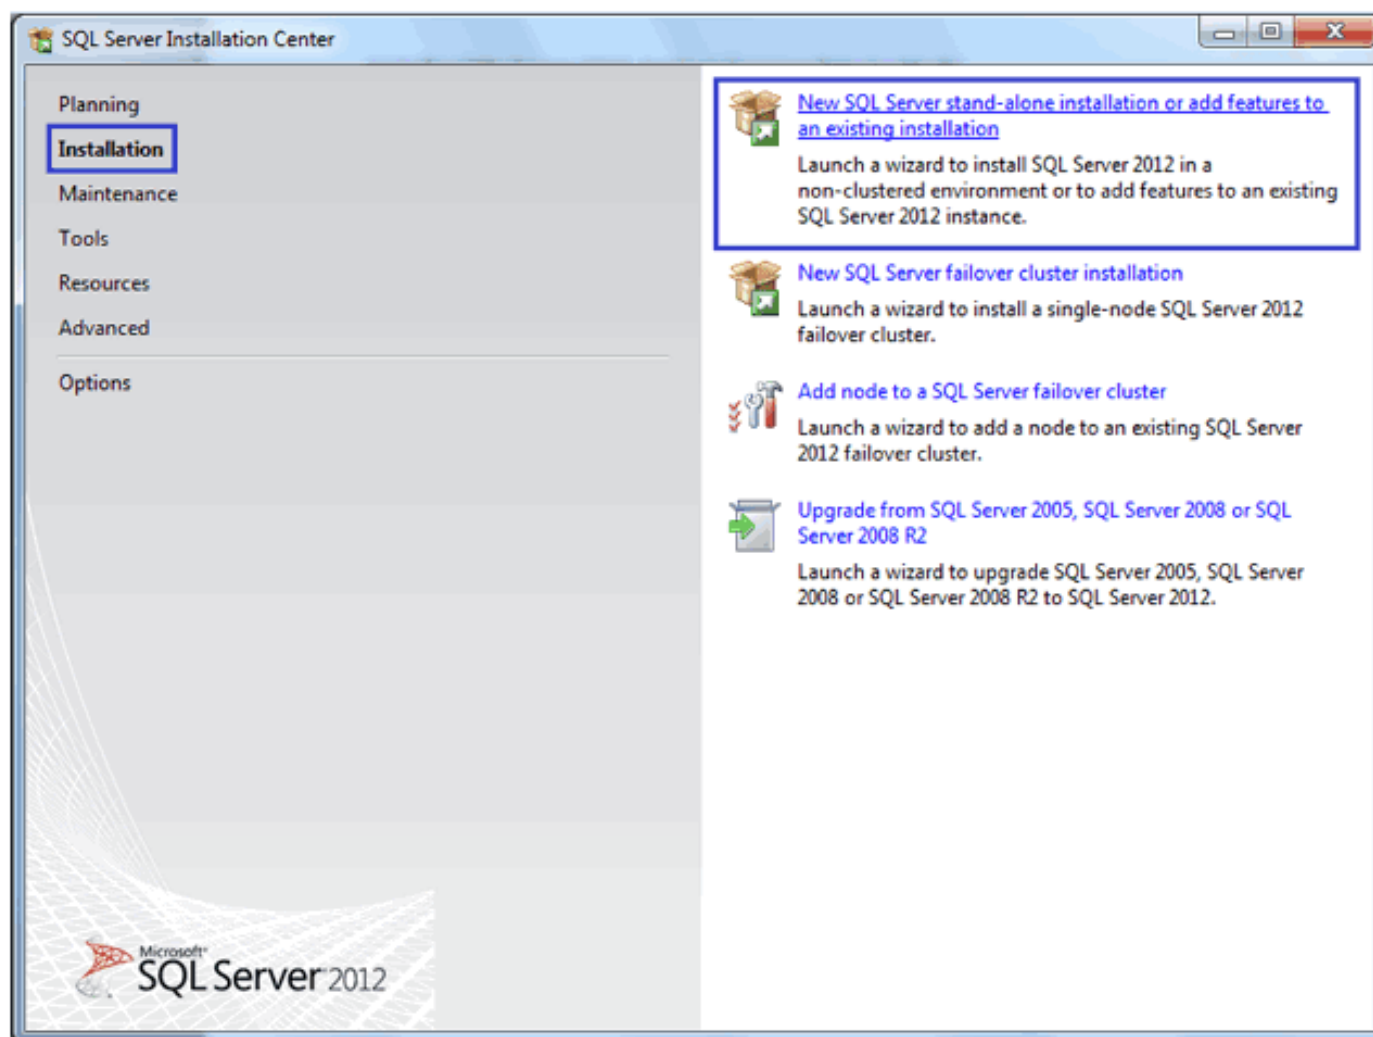 SQL Server Installation Center
Planning
Installation
Maintenance
Tools
Resources
Advanced
Options
New SQL Server stand-alone installation or add features to
an existing installation
Launch a wizard to install SQL Server 2012 in a
non-clustered environment or to add features to an existing
SQL Server 2012 instance.
New SQL Server failover cluster installation
Launch a wizard to install a single-node SQL Server 2012
failover cluster.
Add node to a SQL Server failover cluster
Launch a wizard to add a node to an existing SQL Server
2012 failover cluster.
Upgrade from SQL Server 2005, SQL Server 2008 or SQL
Server 2008 R2
Launch a wizard to upgrade SQL Server 2005, SQL Server
2008 or SQL Server 2008 R2 to SQL Server 2012.
Microsoft®
SQL Server 2012